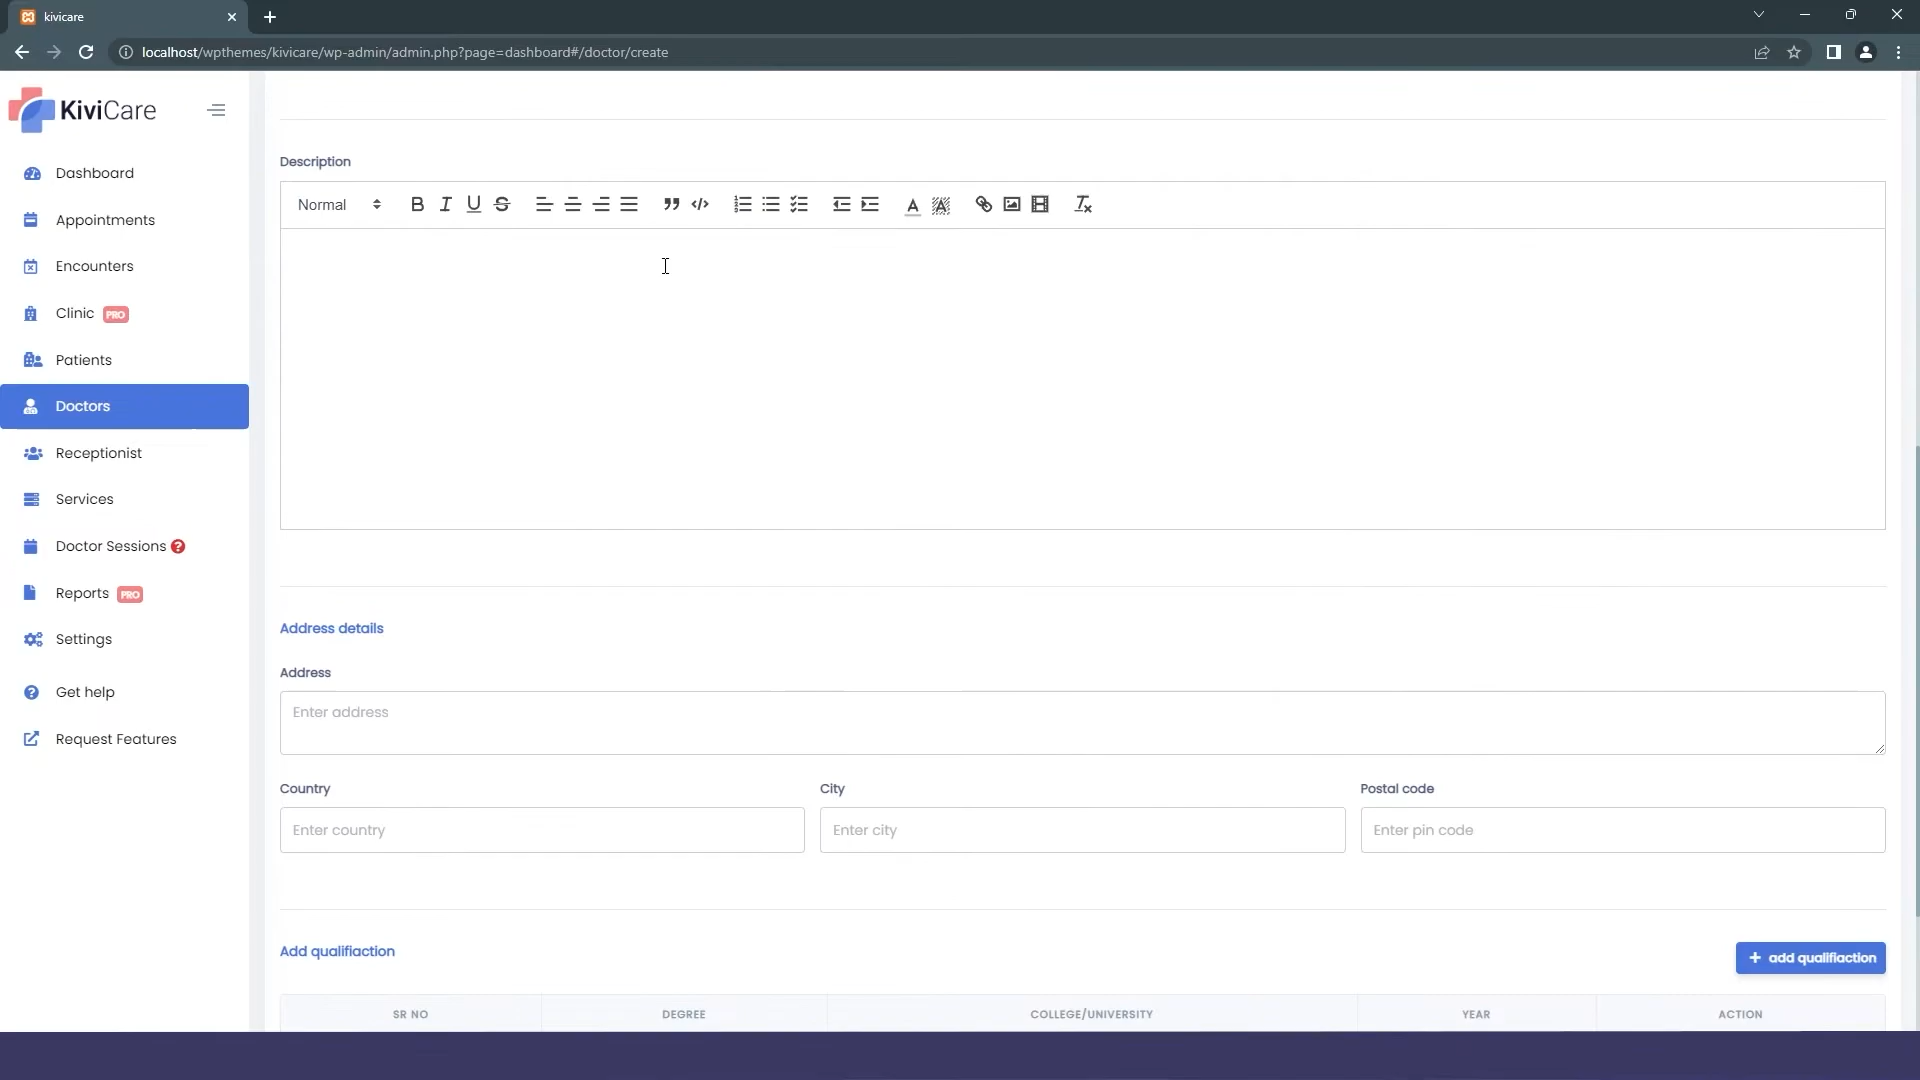 kivicare
localhost/wpthemes/kivicare/wp-admin/admin.php?page=dashboard#/doctor/create
KiviCare
Dashboard
Appointments
Encounters
Clinic PRO
Patients
Doctors
Receptionist
Services
Doctor Sessions ?
Reports PRO
Settings
Get help
Request Features
Description
Normal
Address details
Address
Enter address
Country City Postal code
Enter country Enter city Enter pin code
Add qualifiaction
+ add qualifiaction
SR NO DEGREE COLLEGE/UNIVERSITY YEAR ACTION